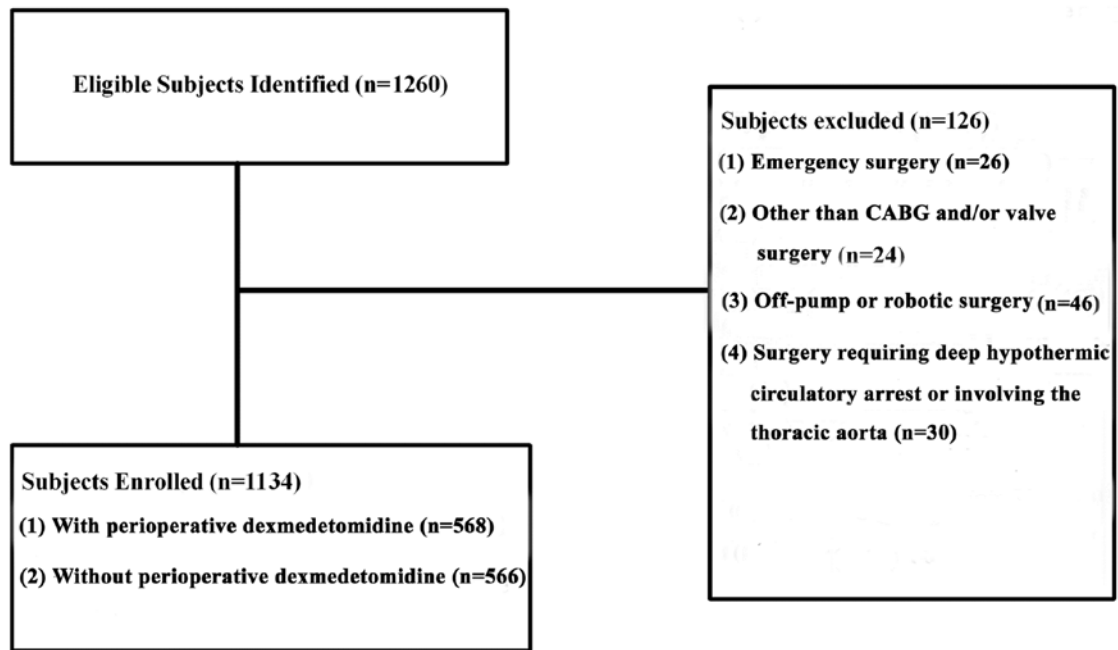 Eligible Subjects Identified (n=1260)
Subjects excluded (n=126)
(1) Emergency surgery (n=26)
(2) Other than CABG and/or valve
surgery (n=24)
(3) Off-pump or robotic surgery (n=46)
(4) Surgery requiring deep hypothermic
circulatory arrest or involving the
thoracic aorta (n=30)
Subjects Enrolled (n=1134)
(1) With perioperative dexmedetomidine (n=568)
(2) Without perioperative dexmedetomidine (n=566)